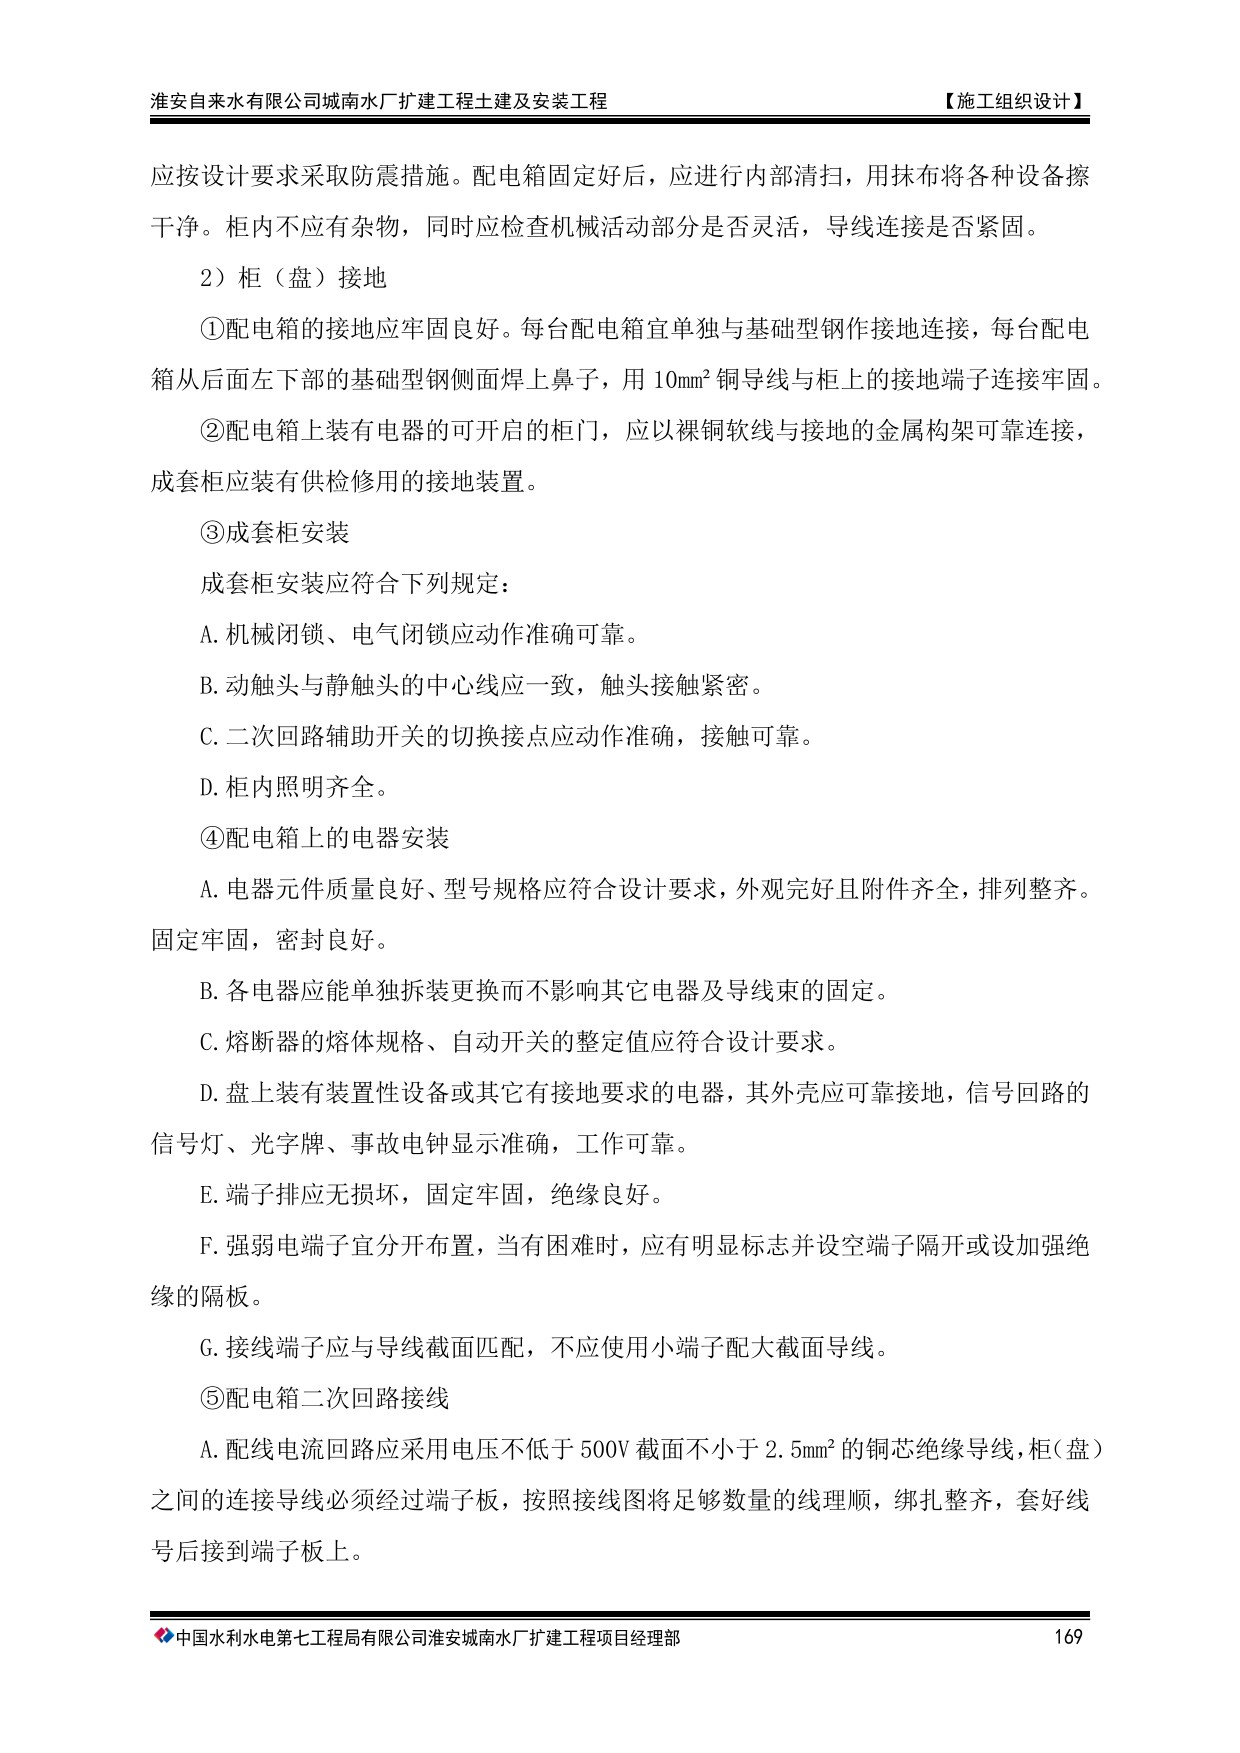 淮安自来水有限公司城南水厂扩建工程土建及安装工程 【施工组织设计】
应按设计要求采取防震措施。配电箱固定好后，应进行内部清扫，用抹布将各种设备擦
干净。柜内不应有杂物，同时应检查机械活动部分是否灵活，导线连接是否紧固。
2）柜（盘）接地
①配电箱的接地应牢固良好。每台配电箱宜单独与基础型钢作接地连接，每台配电
箱从后面左下部的基础型钢侧面焊上鼻子，用 10mm² 铜导线与柜上的接地端子连接牢固。
②配电箱上装有电器的可开启的柜门，应以裸铜软线与接地的金属构架可靠连接，
成套柜应装有供检修用的接地装置。
③成套柜安装
成套柜安装应符合下列规定：
A.机械闭锁、电气闭锁应动作准确可靠。
B.动触头与静触头的中心线应一致，触头接触紧密。
C.二次回路辅助开关的切换接点应动作准确，接触可靠。
D.柜内照明齐全。
④配电箱上的电器安装
A.电器元件质量良好、型号规格应符合设计要求，外观完好且附件齐全，排列整齐。
固定牢固，密封良好。
B.各电器应能单独拆装更换而不影响其它电器及导线束的固定。
C.熔断器的熔体规格、自动开关的整定值应符合设计要求。
D.盘上装有装置性设备或其它有接地要求的电器，其外壳应可靠接地，信号回路的
信号灯、光字牌、事故电钟显示准确，工作可靠。
E.端子排应无损坏，固定牢固，绝缘良好。
F.强弱电端子宜分开布置，当有困难时，应有明显标志并设空端子隔开或设加强绝
缘的隔板。
G.接线端子应与导线截面匹配，不应使用小端子配大截面导线。
⑤配电箱二次回路接线
A.配线电流回路应采用电压不低于 500V 截面不小于 2.5mm² 的铜芯绝缘导线，柜（盘）
之间的连接导线必须经过端子板，按照接线图将足够数量的线理顺，绑扎整齐，套好线
号后接到端子板上。
中国水利水电第七工程局有限公司淮安城南水厂扩建工程项目经理部 169